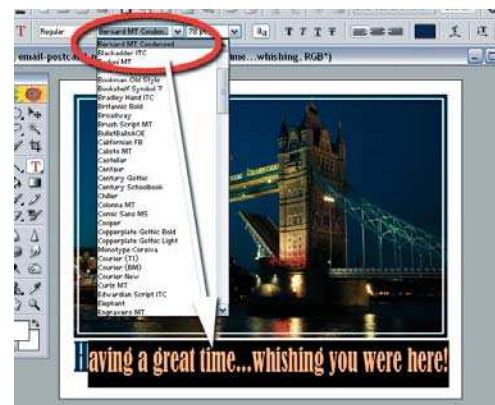 T Regular Bernard MT Conden... 78 pt aa T T T T
email-postca me...whishing, RGB*)
Bernard MT Condensed
Blackadder ITC
Bodoni MT
Bookman Old Style
Bookshelf Symbol 7
Bradley Hand ITC
Britannic Bold
Broadway
Brush Script MT
BulletBallsAOE
Californian FB
Calisto MT
Castellar
Centaur
Century Gothic
Century Schoolbook
Chiller
Colonna MT
Comic Sans MS
Cooper
Copperplate Gothic Bold
Copperplate Gothic Light
Monotype Corsiva
Courier (T1)
Courier (BM)
Courier New
Curlz MT
Edwardian Script ITC
Elephant
Engravers MT
Having a great time...whishing you were here!